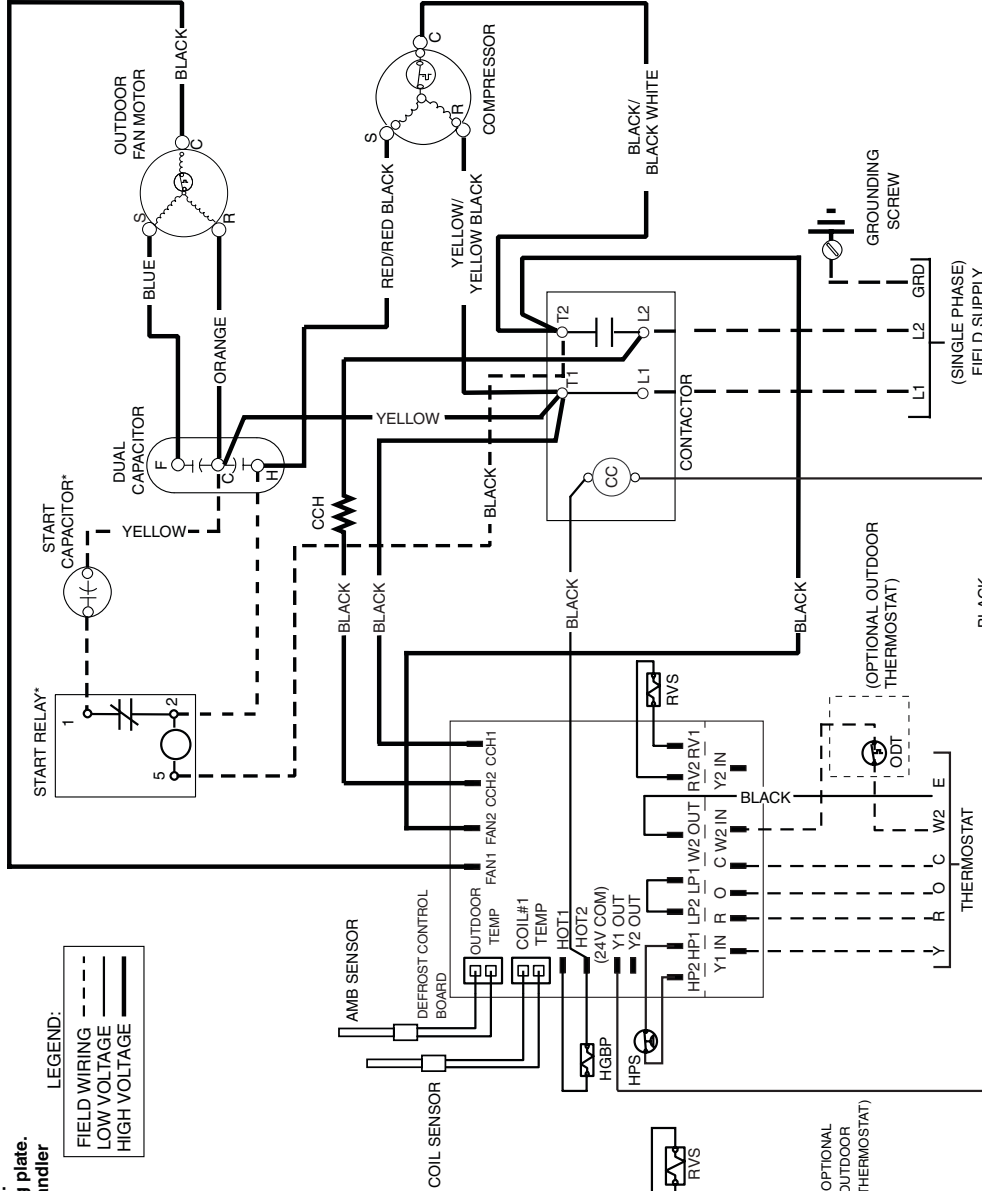 g plate.
ndler
LEGEND:
FIELD WIRING
LOW VOLTAGE
HIGH VOLTAGE
OUTDOOR
FAN MOTOR
BLACK
S
C
R
BLUE
ORANGE
COMPRESSOR
C
S
R
RED/RED BLACK
YELLOW/
YELLOW BLACK
BLACK/
BLACK WHITE
DUAL
CAPACITOR
F
C
H
START
CAPACITOR*
YELLOW
START RELAY*
1
2
5
YELLOW
CCH
BLACK
BLACK
BLACK
BLACK
BLACK
T1
T2
L1
L2
CC
CONTACTOR
GROUNDING
SCREW
L1
L2
GRD
(SINGLE PHASE)
FIELD SUPPLY
AMB SENSOR
COIL SENSOR
DEFROST CONTROL
BOARD
OUTDOOR
TEMP
COIL#1
TEMP
FAN1
FAN2
CCH2
CCH1
HOT1
HOT2
(24V COM)
Y1 OUT
Y2 OUT
HP2
HP1
LP2
LP1
W2 OUT
RV2
RV1
Y1 IN
R
O
C
W2 IN
Y2 IN
RVS
HGBP
HPS
BLACK
(OPTIONAL OUTDOOR
THERMOSTAT)
ODT
Y
R
O
C
W2
E
THERMOSTAT
BLACK
RVS
OPTIONAL
OUTDOOR
THERMOSTAT)